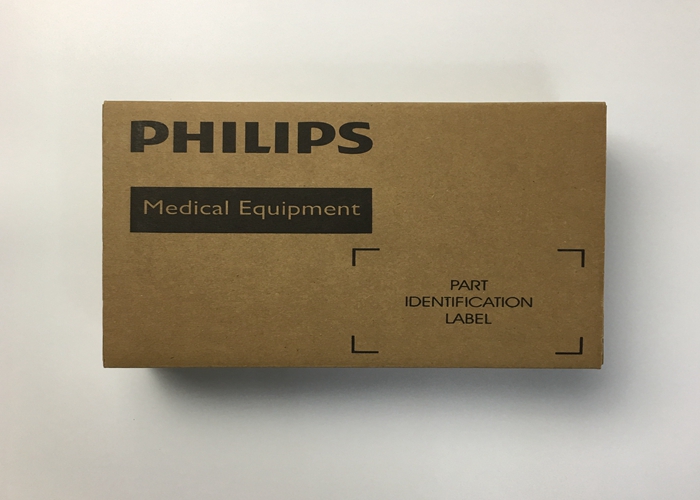 PHILIPS
Medical Equipment
PART
IDENTIFICATION
LABEL